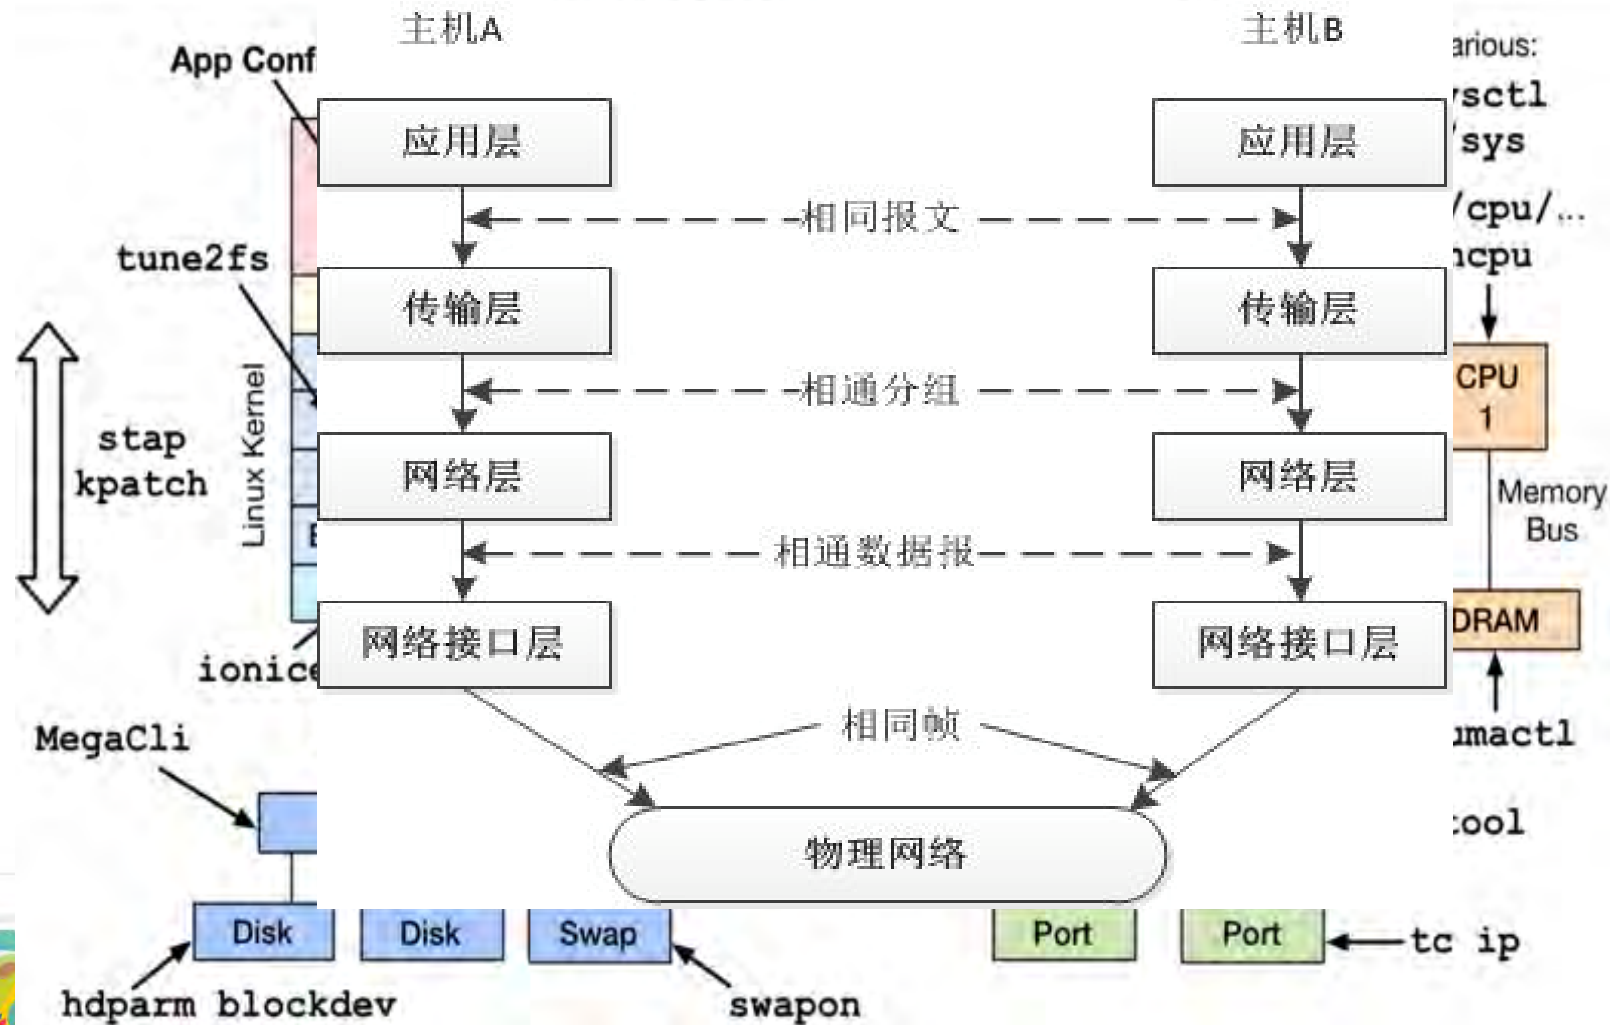 主机A
主机B
App Conf
arious:
sctl
/sys
/cpu/...
ncpu
应用层
应用层
相同报文
tune2fs
传输层
传输层
相通分组
CPU
1
stap
kpatch
Linux Kernel
网络层
网络层
Memory
Bus
相通数据报
网络接口层
网络接口层
DRAM
ionice
相同帧
MegaCli
umactl
物理网络
tool
Disk
Disk
Swap
Port
Port
tc ip
hdparm blockdev
swapon